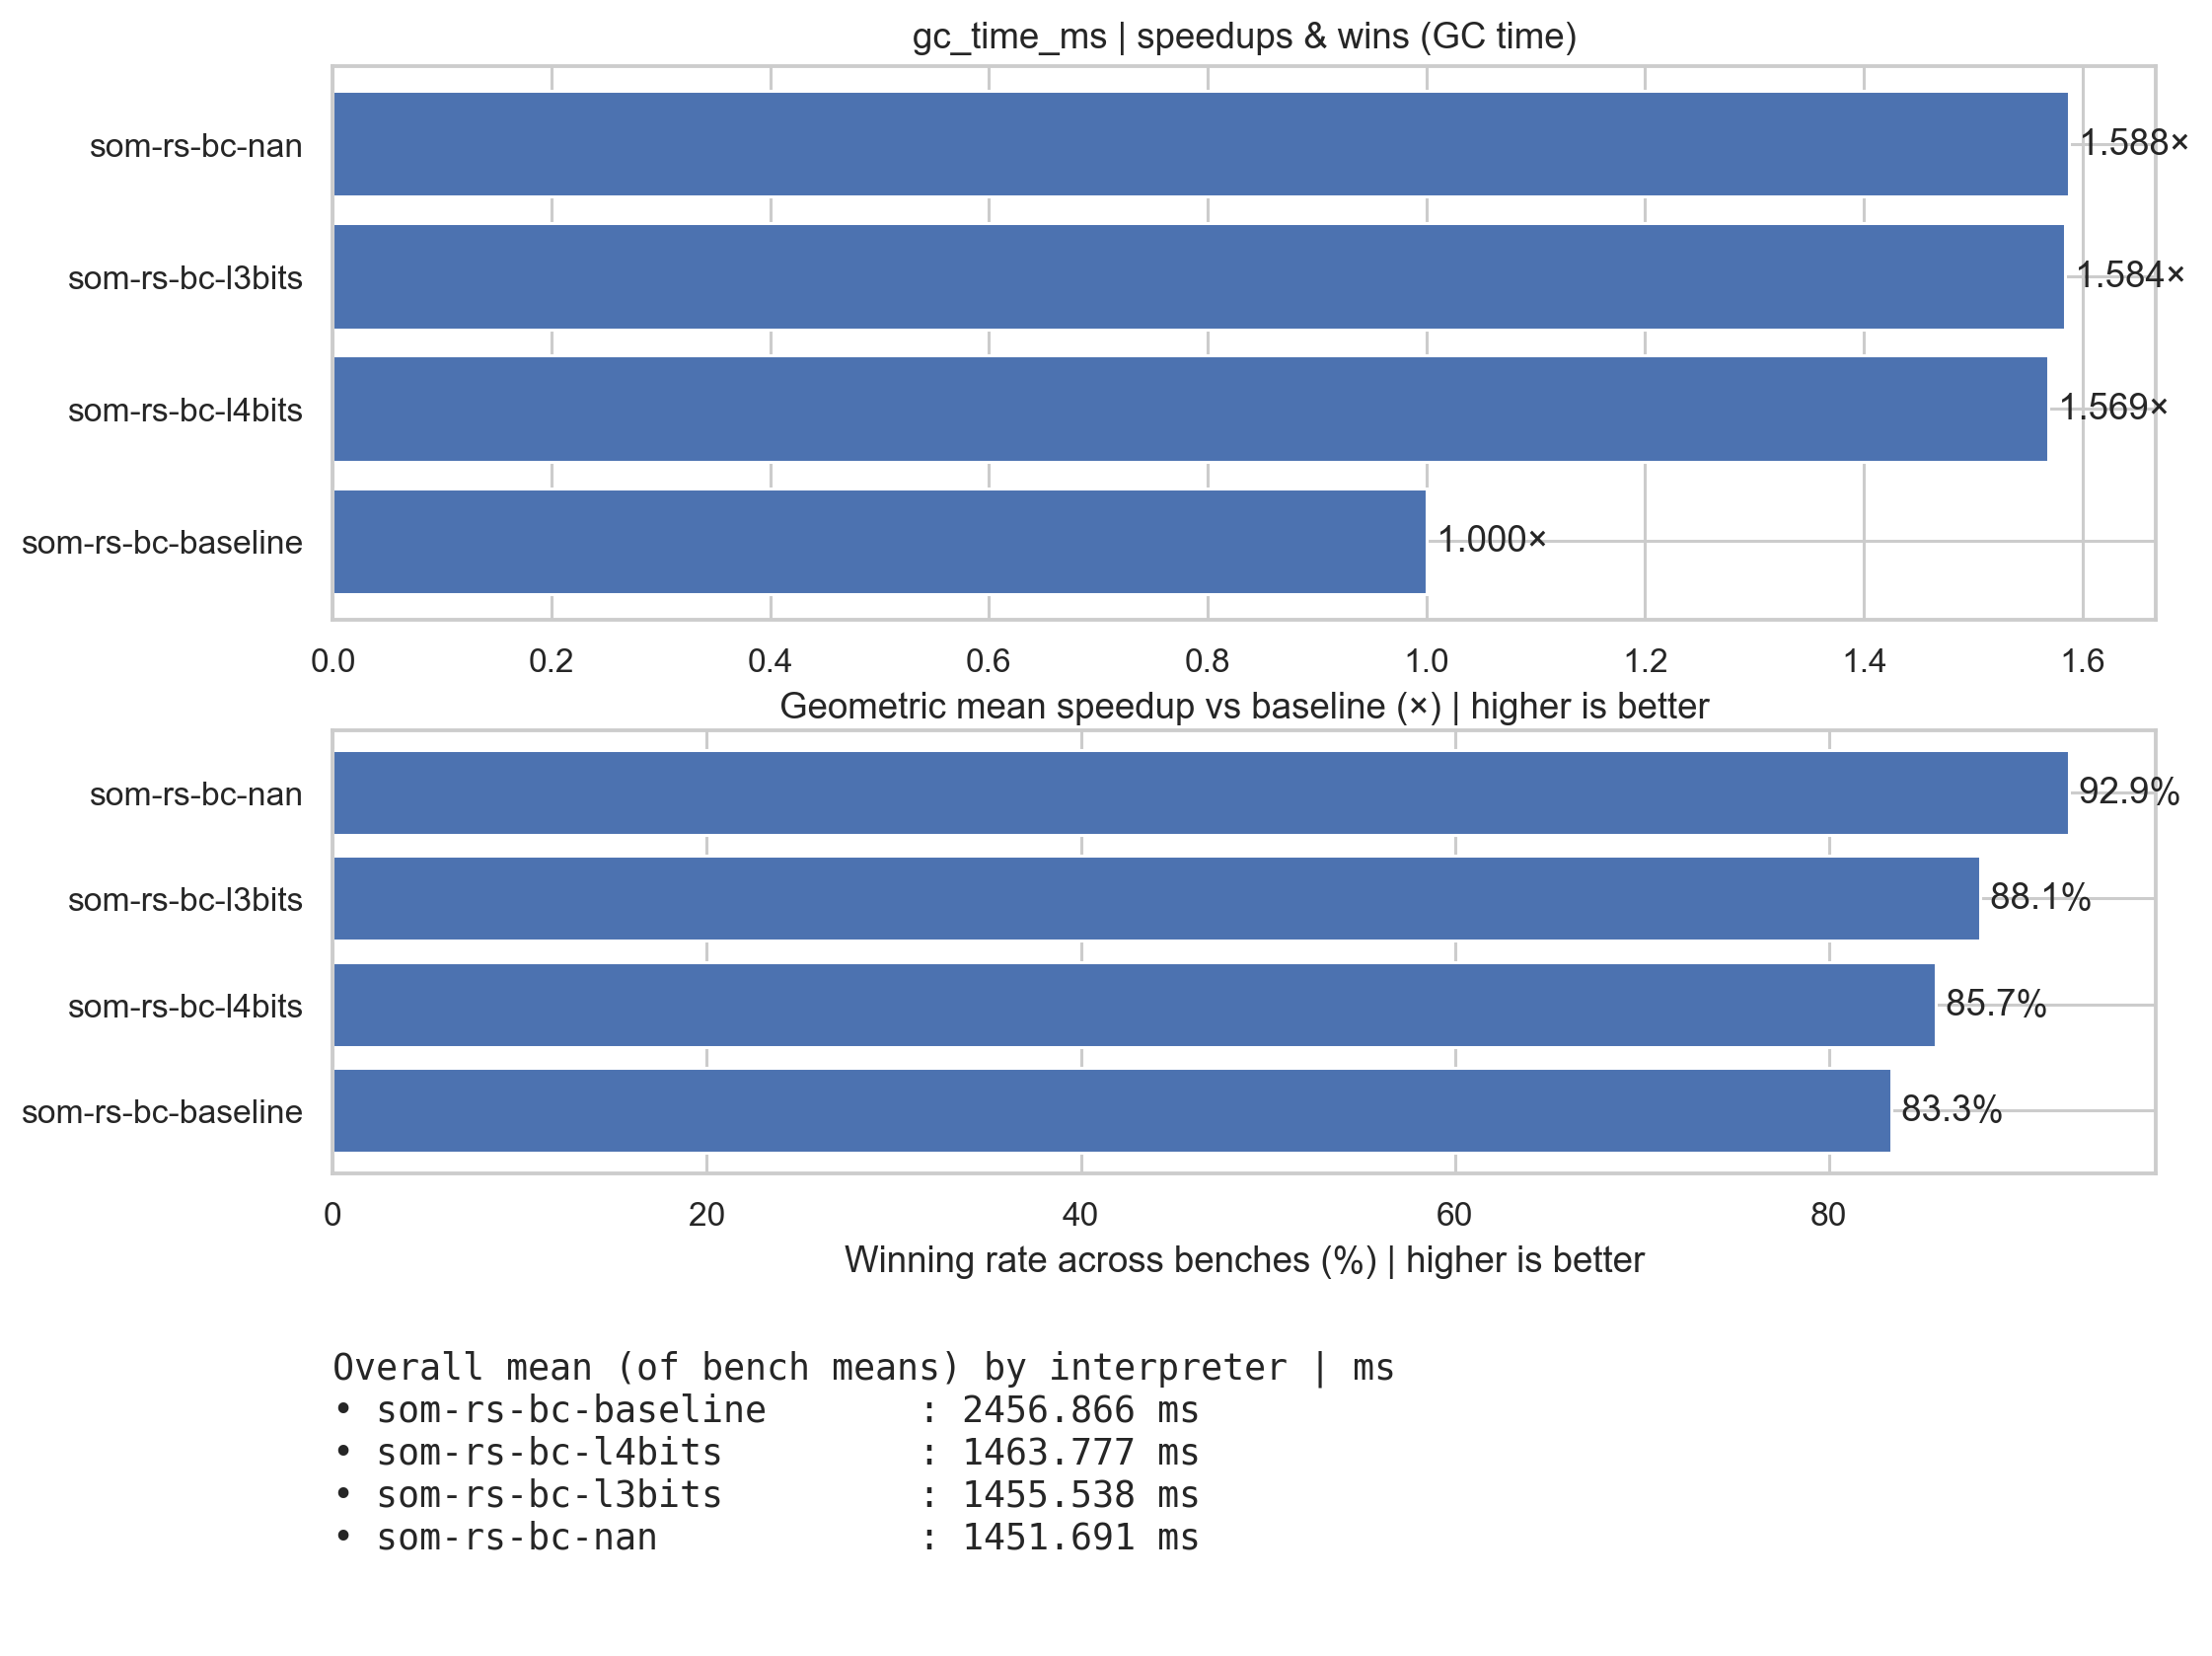 gc_time_ms | speedups & wins (GC time)
som-rs-bc-nan 1.588×
som-rs-bc-l3bits 1.584×
som-rs-bc-l4bits 1.569×
som-rs-bc-baseline 1.000×
0.0 0.2 0.4 0.6 0.8 1.0 1.2 1.4 1.6
Geometric mean speedup vs baseline (×) | higher is better
som-rs-bc-nan 92.9%
som-rs-bc-l3bits 88.1%
som-rs-bc-l4bits 85.7%
som-rs-bc-baseline 83.3%
0 20 40 60 80
Winning rate across benches (%) | higher is better
Overall mean (of bench means) by interpreter | ms
• som-rs-bc-baseline : 2456.866 ms
• som-rs-bc-l4bits : 1463.777 ms
• som-rs-bc-l3bits : 1455.538 ms
• som-rs-bc-nan : 1451.691 ms